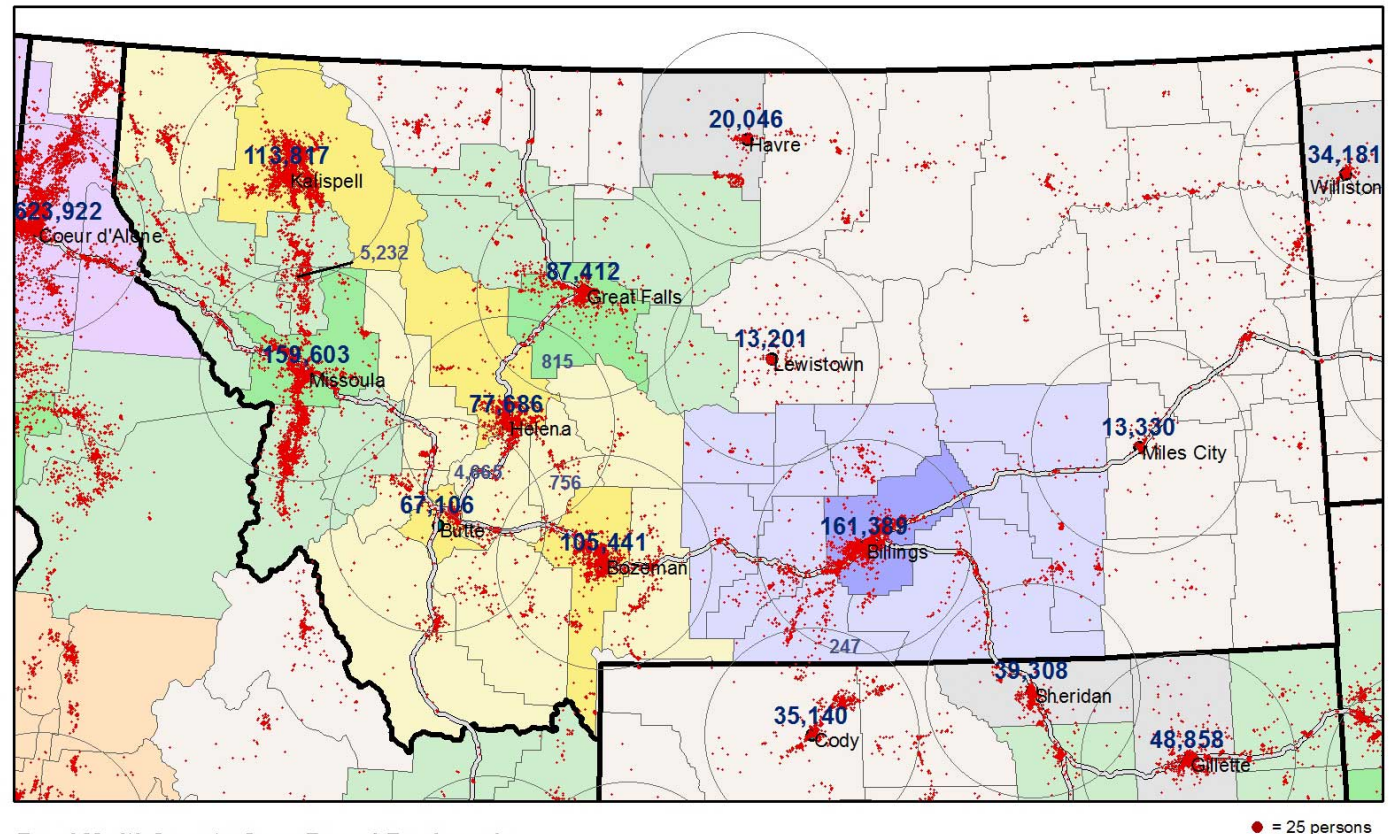 20,046
Havre
113,817
Kalispell
34,181
Williston
623,922
Coeur d'Alene
5,232
87,412
Great Falls
13,201
Lewistown
159,603
Missoula
815
77,686
Helena
13,330
Miles City
4,665
756
67,106
Butte
161,389
Billings
105,441
Bozeman
247
39,308
Sheridan
35,140
Cody
48,858
Gillette
= 25 persons